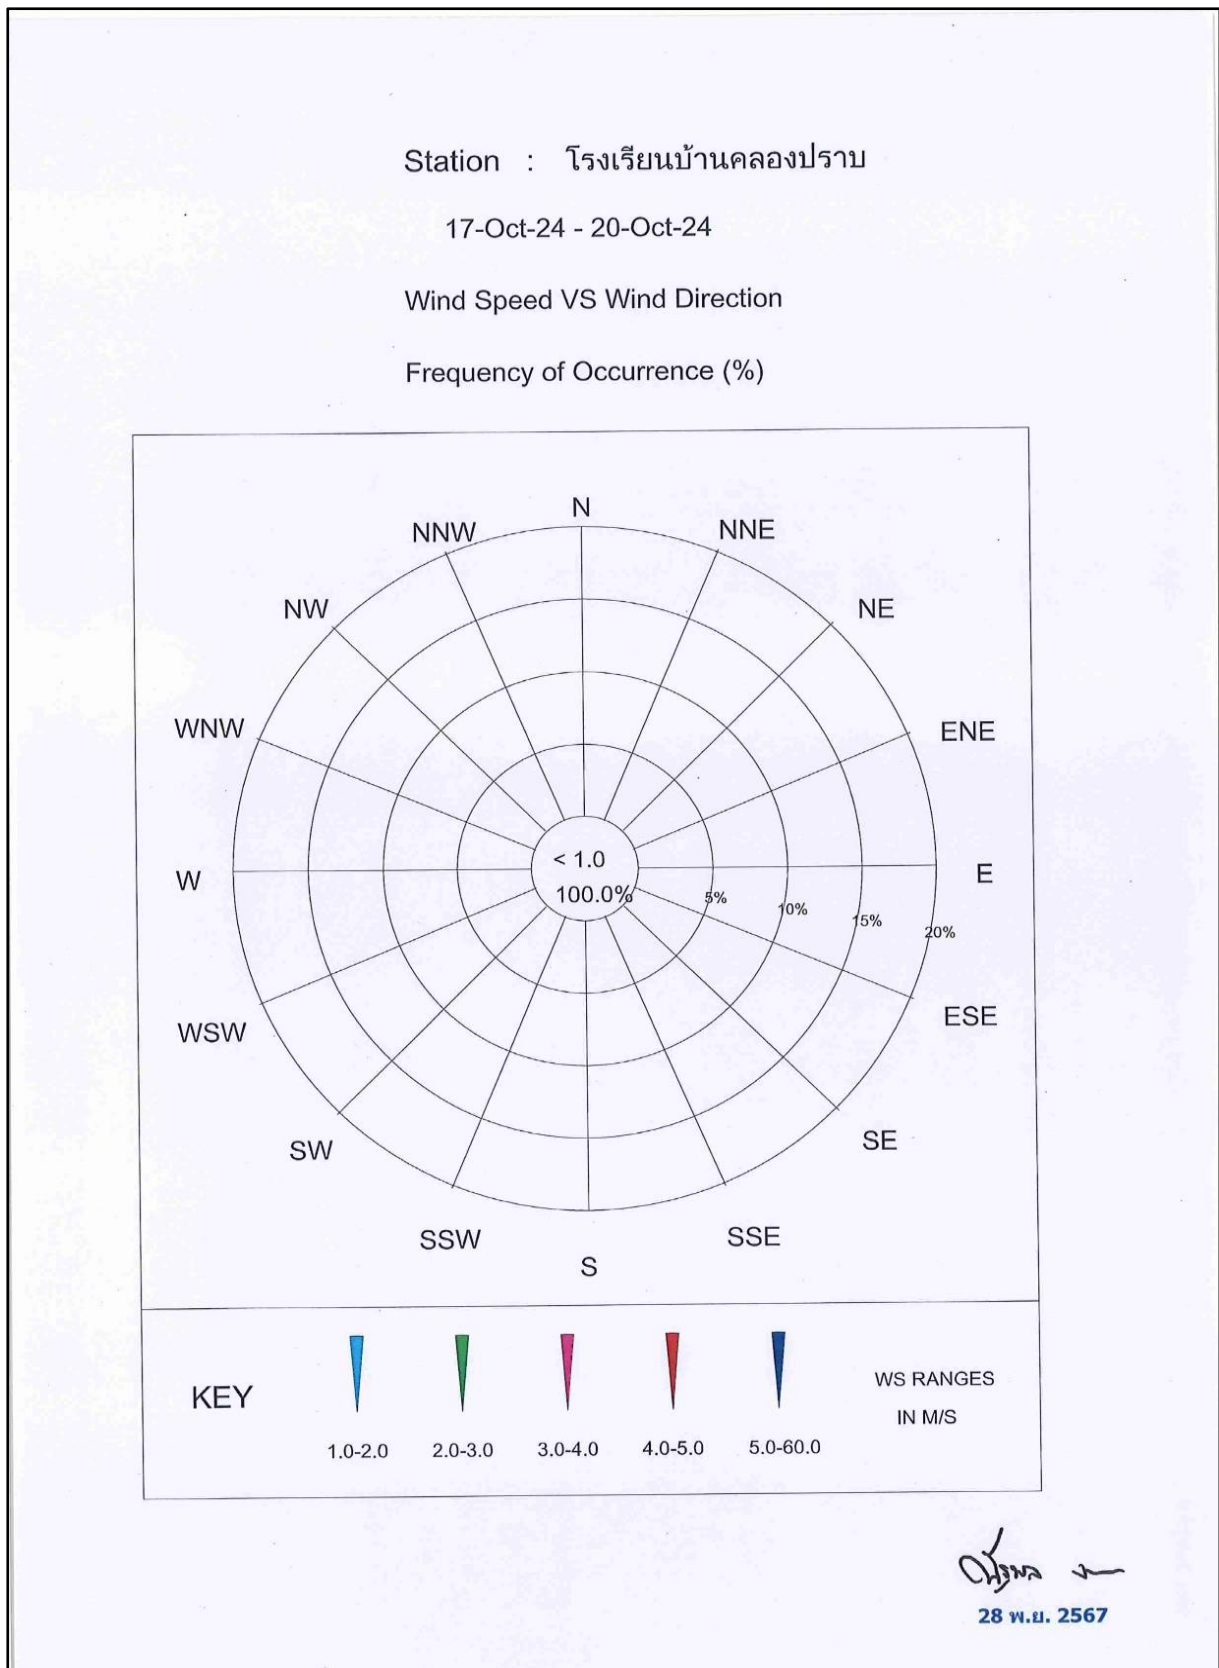 Station : โรงเรียนบ้านคลองปราบ
17-Oct-24 - 20-Oct-24
Wind Speed VS Wind Direction
Frequency of Occurrence (%)
N
NNW
NNE
NW
NE
WNW
ENE
< 1.0
W
E
100.0%
5%
10%
15%
20%
WSW
ESE
SW
SE
SSW
SSE
S
KEY
WS RANGES
IN M/S
1.0-2.0 2.0-3.0 3.0-4.0 4.0-5.0 5.0-60.0
28 พ.ย. 2567